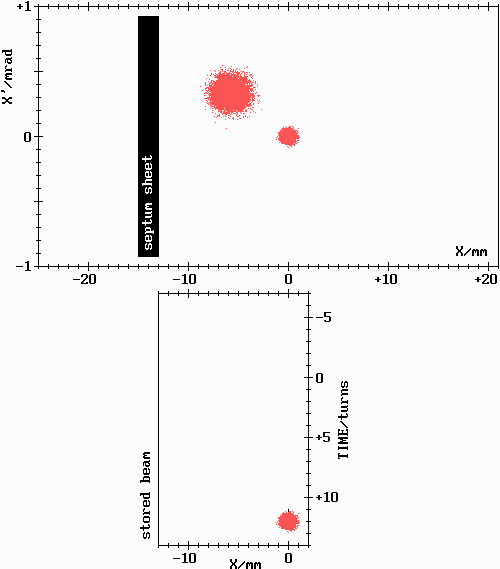 +1
X'/mrad
0
septum sheet
X/mm
-1
-20
-10
0
+10
+20
-5
0
TIME/turns
+5
stored beam
+10
-10
0
X/mm